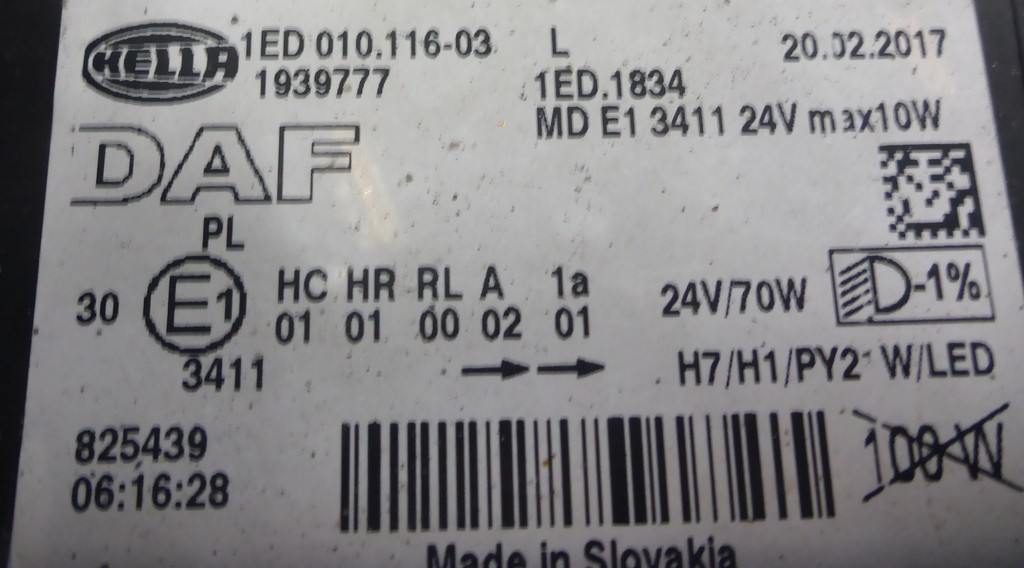 HELLA 1ED 010.116-03 L 20.02.2017
1939777 1ED.1834
MD E1 3411 24V max10W
DAF
PL
30 E1 HC HR RL A 1a 24V/70W D-1%
01 01 00 02 01
3411 → → H7/H1/PY21W/LED
825439
06:16:28 100W
Made in Slovakia